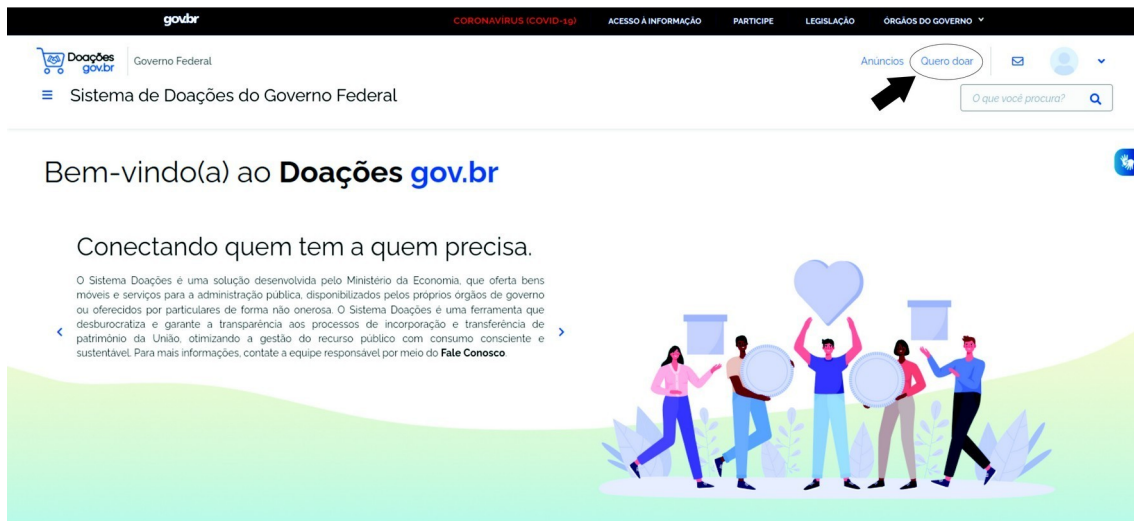 gov.br
CORONAVÍRUS (COVID-19) ACESSO À INFORMAÇÃO PARTICIPE LEGISLAÇÃO ÓRGÃOS DO GOVERNO
Doações
gov.br
Governo Federal
Anúncios Quero doar
Sistema de Doações do Governo Federal
O que você procura?
Bem-vindo(a) ao Doações gov.br
Conectando quem tem a quem precisa.
O Sistema Doações é uma solução desenvolvida pelo Ministério da Economia, que oferta bens
móveis e serviços para a administração pública, disponibilizados pelos próprios órgãos de governo
ou oferecidos por particulares de forma não onerosa. O Sistema Doações é uma ferramenta que
desburocratiza e garante a transparência aos processos de incorporação e transferência de
patrimônio da União, otimizando a gestão do recurso público com consumo consciente e
sustentável. Para mais informações, contate a equipe responsável por meio do Fale Conosco.